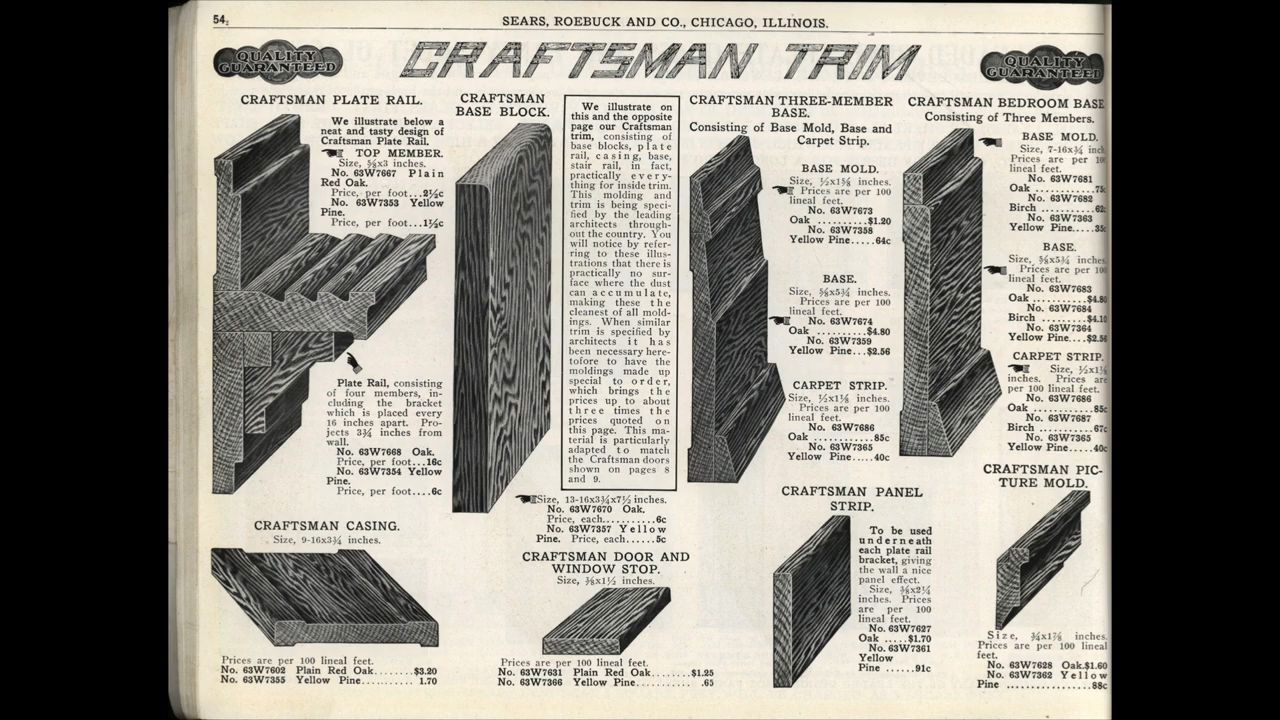 54₂
SEARS, ROEBUCK AND CO., CHICAGO, ILLINOIS.
QUALITY
GUARANTEED
CRAFTSMAN TRIM
QUALITY
GUARANTEED
CRAFTSMAN PLATE RAIL.
We illustrate below a
neat and tasty design of
Craftsman Plate Rail.
TOP MEMBER.
Size, ⅝x3 inches.
No. 63W7667 Plain
Red Oak.
Price, per foot...2½c
No. 63W7353 Yellow
Pine.
Price, per foot...1½c
Plate Rail, consisting
of four members, in-
cluding the bracket
which is placed every
16 inches apart. Pro-
jects 3¾ inches from
wall.
No. 63W7668 Oak.
Price, per foot...16c
No. 63W7354 Yellow
Pine.
Price, per foot....6c
CRAFTSMAN CASING.
Size, 9-16x3¾ inches.
Prices are per 100 lineal feet.
No. 63W7602 Plain Red Oak........$3.20
No. 63W7355 Yellow Pine.......... 1.70
CRAFTSMAN
BASE BLOCK.
We illustrate on
this and the opposite
page our Craftsman
trim, consisting of
base blocks, plate
rail, casing, base,
stair rail, in fact,
practically every-
thing for inside trim.
This molding and
trim is being speci-
fied by the leading
architects through-
out the country. You
will notice by refer-
ring to these illus-
trations that there is
practically no sur-
face where the dust
can accumulate,
making these the
cleanest of all mold-
ings. When similar
trim is specified by
architects it has
been necessary here-
tofore to have the
moldings made up
special to order,
which brings the
prices up to about
three times the
prices quoted on
this page. This ma-
terial is particularly
adapted to match
the Craftsman doors
shown on pages 8
and 9.
Size, 13-16x3¾x7½ inches.
No. 63W7670 Oak.
Price, each..........6c
No. 63W7357 Yellow
Pine. Price, each......5c
CRAFTSMAN DOOR AND
WINDOW STOP.
Size, ⅜x1½ inches.
Prices are per 100 lineal feet.
No. 63W7631 Plain Red Oak........$1.25
No. 63W7366 Yellow Pine.......... .65
CRAFTSMAN THREE-MEMBER
BASE.
Consisting of Base Mold, Base and
Carpet Strip.
BASE MOLD.
Size, ½x1⅝ inches.
Prices are per 100
lineal feet.
No. 63W7673
Oak ..........$1.20
No. 63W7358
Yellow Pine.....64c
BASE.
Size, ⅝x5¾ inches.
Prices are per 100
lineal feet.
No. 63W7674
Oak ..........$4.80
No. 63W7359
Yellow Pine...$2.56
CARPET STRIP.
Size, ½x1⅛ inches.
Prices are per 100
lineal feet.
No. 63W7686
Oak ............85c
No. 63W7365
Yellow Pine.....40c
CRAFTSMAN PANEL
STRIP.
To be used
underneath
each plate rail
bracket, giving
the wall a nice
panel effect.
Size, ⅜x2¼
inches. Prices
are per 100
lineal feet.
No. 63W7627
Oak .....$1.70
No. 63W7361
Yellow
Pine ......91c
CRAFTSMAN BEDROOM BASE
Consisting of Three Members.
BASE MOLD.
Size, 7-16x¾ inch
Prices are per 100
lineal feet.
No. 63W7681
Oak ............75c
No. 63W7682
Birch ..........62c
No. 63W7363
Yellow Pine.....35c
BASE.
Size, ⅝x5¾ inches
Prices are per 100
lineal feet.
No. 63W7683
Oak ..........$4.80
No. 63W7684
Birch ........$4.10
No. 63W7364
Yellow Pine....$2.56
CARPET STRIP.
Size, ½x1⅛
inches. Prices are
per 100 lineal feet.
No. 63W7686
Oak ............85c
No. 63W7687
Birch ..........67c
No. 63W7365
Yellow Pine.....40c
CRAFTSMAN PIC-
TURE MOLD.
Size, ¾x1⅞ inches.
Prices are per 100 lineal
feet.
No. 63W7628 Oak.$1.60
No. 63W7362 Yellow
Pine ................88c